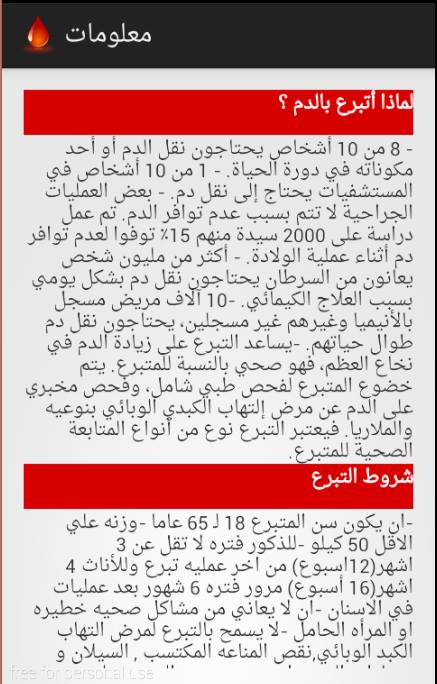 معلومات
لماذا أتبرع بالدم ؟
- 8 من 10 أشخاص يحتاجون نقل الدم أو أحد
مكوناته في دورة الحياة. - 1 من 10 أشخاص في
المستشفيات يحتاج إلى نقل دم. - بعض العمليات
الجراحية لا تتم بسبب عدم توافر الدم. تم عمل
دراسة على 2000 سيدة منهم 15٪ توفوا لعدم توافر
دم أثناء عملية الولادة. - أكثر من مليون شخص
يعانون من السرطان يحتاجون نقل دم بشكل يومي
بسبب العلاج الكيمائي. -10 آلاف مريض مسجل
بالأنيميا وغيرهم غير مسجلين، يحتاجون نقل دم
طوال حياتهم. -يساعد التبرع على زيادة الدم في
نخاع العظم، فهو صحي بالنسبة للمتبرع. يتم
خضوع المتبرع لفحص طبي شامل، وفحص مخبري
على الدم عن مرض إلتهاب الكبدي الوبائي بنوعيه
والملاريا. فيعتبر التبرع نوع من أنواع المتابعة
الصحية للمتبرع.
شروط التبرع
-ان يكون سن المتبرع 18 لـ 65 عاما -وزنه علي
الاقل 50 كيلو -للذكور فتره لا تقل عن 3
اشهر(12اسبوع) من اخر عمليه تبرع وللأناث 4
اشهر(16 أسبوع) مرور فتره 6 شهور بعد عمليات
في الاسنان -ان لا يعاني من مشاكل صحيه خطيره
او المرأه الحامل -لا يسمح بالتبرع لمرض التهاب
الكبد الوبائي,نقص المناعه المكتسب , السيلان و
free for personal use